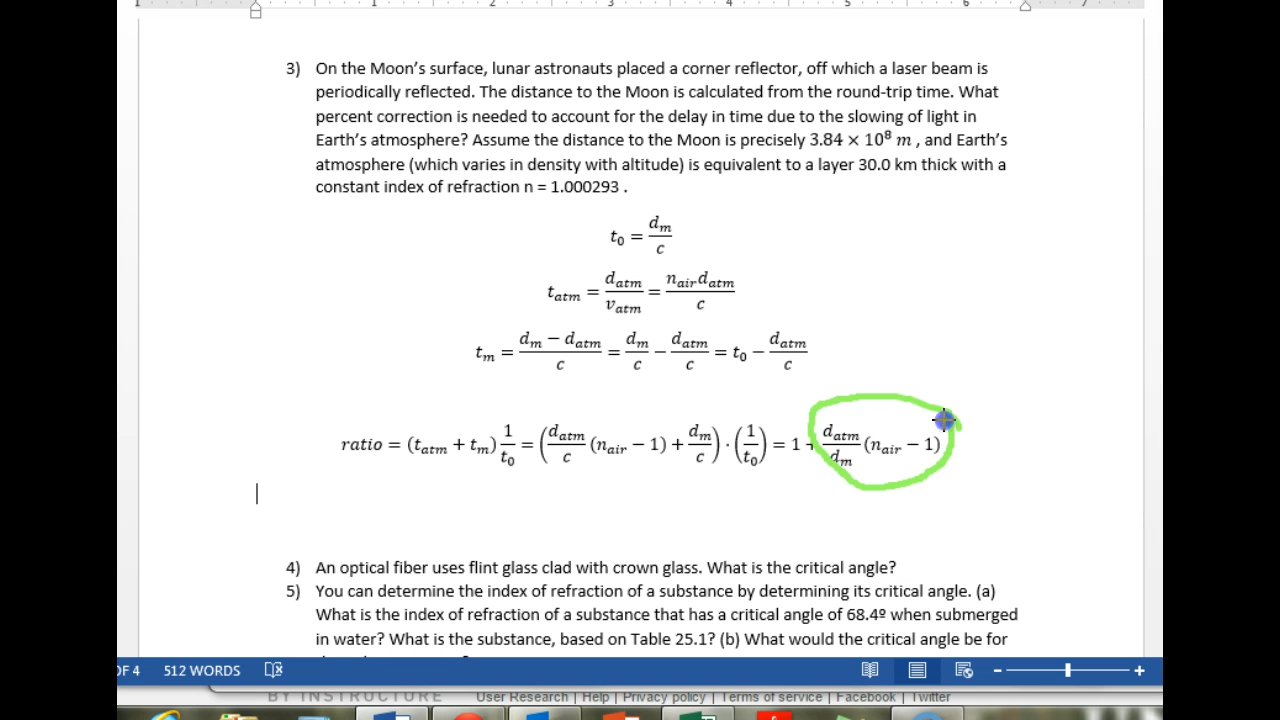 1 1 2 3 4 5 6 7
3) On the Moon's surface, lunar astronauts placed a corner reflector, off which a laser beam is
periodically reflected. The distance to the Moon is calculated from the round-trip time. What
percent correction is needed to account for the delay in time due to the slowing of light in
Earth's atmosphere? Assume the distance to the Moon is precisely 3.84 × 10⁸ m , and Earth's
atmosphere (which varies in density with altitude) is equivalent to a layer 30.0 km thick with a
constant index of refraction n = 1.000293 .
t₀ = d_m/c
t_atm = d_atm/v_atm = n_air d_atm/c
t_m = (d_m − d_atm)/c = d_m/c − d_atm/c = t₀ − d_atm/c
ratio = (t_atm + t_m) 1/t₀ = (d_atm/c (n_air − 1) + d_m/c) · (1/t₀) = 1 + d_atm/d_m (n_air − 1)
4) An optical fiber uses flint glass clad with crown glass. What is the critical angle?
5) You can determine the index of refraction of a substance by determining its critical angle. (a)
What is the index of refraction of a substance that has a critical angle of 68.4º when submerged
in water? What is the substance, based on Table 25.1? (b) What would the critical angle be for
OF 4 512 WORDS
BY INSTRUCTURE User Research | Help | Privacy policy | Terms of service | Facebook | Twitter